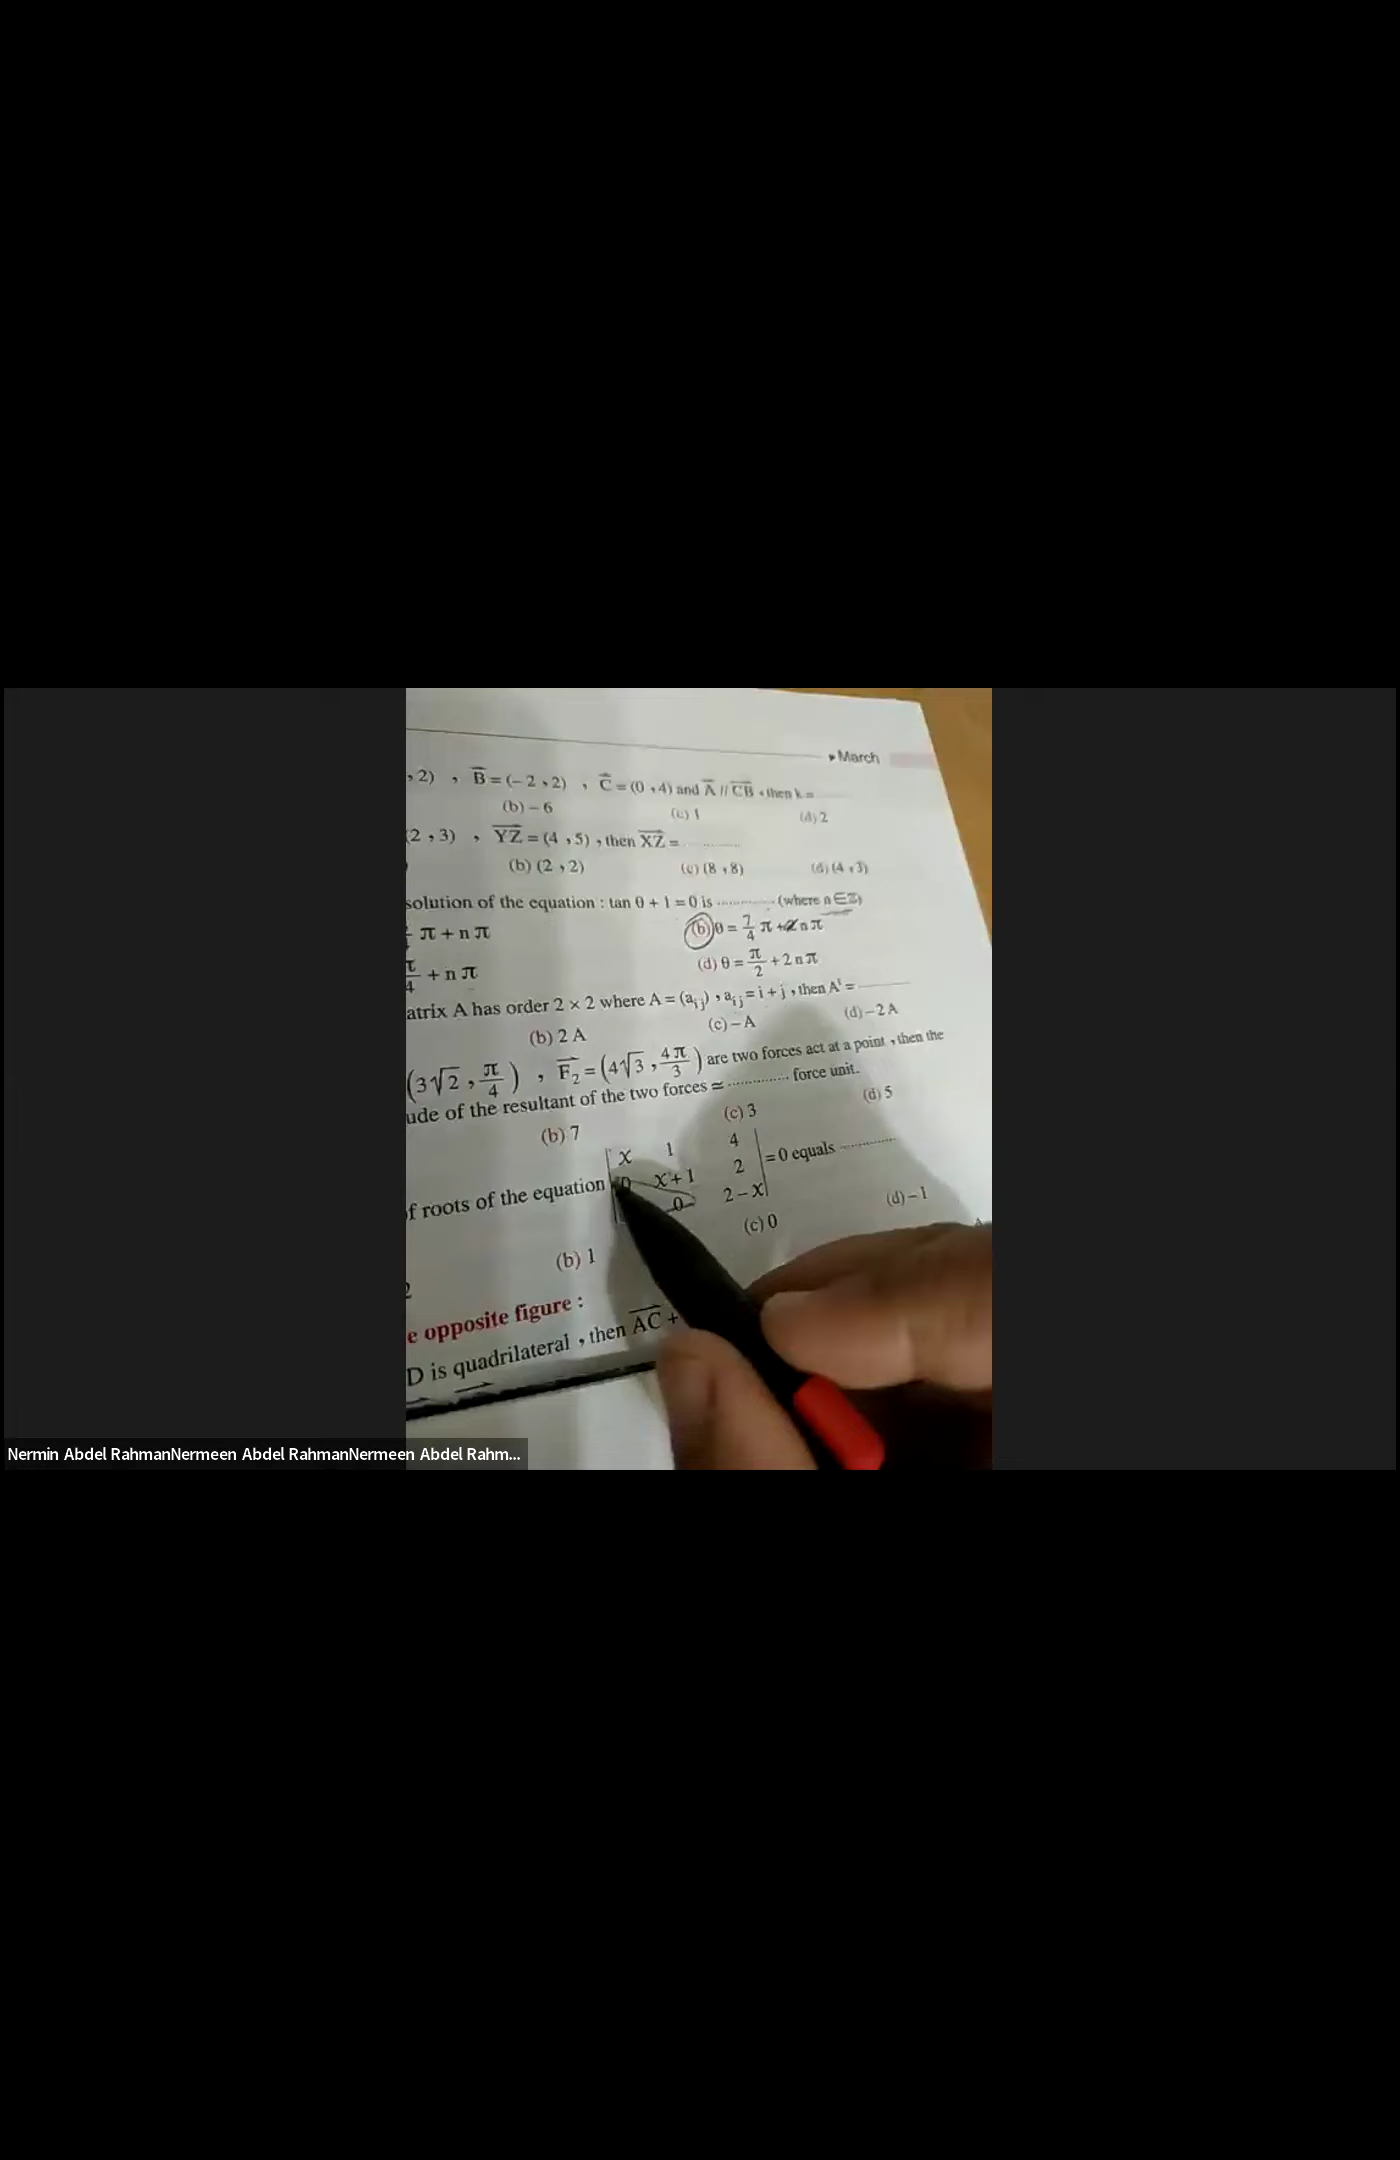 March
, 2) , B = (– 2 , 2) , C = (0 , 4) and A // CB , then k = ........
(b) – 6 (c) 1 (d) 2
(2 , 3) , YZ = (4 , 5) , then XZ = ............
) (b) (2 , 2) (c) (8 , 8) (d) (4 , 3)
solution of the equation : tan θ + 1 = 0 is ............ (where n ∈ ℤ)
π + n π (b) θ = 7/4 π + 2 n π
π/4 + n π (d) θ = π/2 + 2 n π
atrix A has order 2 × 2 where A = (a_ij) , a_ij = i + j , then A^t = ............
(b) 2 A (c) – A (d) – 2 A
(3√2 , π/4) , F₂ = (4√3 , 4π/3) are two forces act at a point , then the
ude of the resultant of the two forces ≃ ............ force unit.
(b) 7 (c) 3 (d) 5
x 1 4
f roots of the equation 0 x + 1 2 = 0 equals ............
0 2 – x
(b) 1 (c) 0 (d) – 1
2
e opposite figure :
D is quadrilateral , then AC +
Nermin Abdel RahmanNermeen Abdel RahmanNermeen Abdel Rahm...